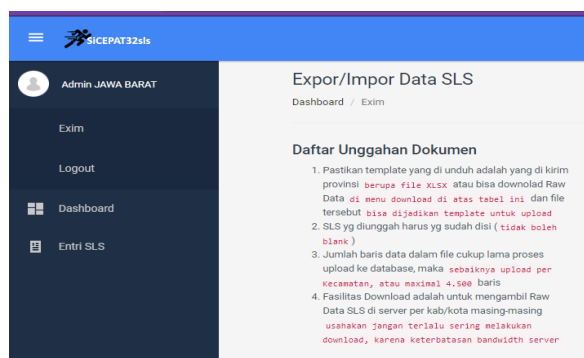 SiCEPAT32sls
Admin JAWA BARAT
Exim
Logout
Dashboard
Entri SLS
Expor/Impor Data SLS
Dashboard / Exim
Daftar Unggahan Dokumen
1. Pastikan template yang di unduh adalah yang di kirim
provinsi berupa file XLSX atau bisa downolad Raw
Data di menu download di atas tabel ini dan file
tersebut bisa dijadikan template untuk upload
2. SLS yg diunggah harus yg sudah disi ( tidak boleh
blank )
3. Jumlah baris data dalam file cukup lama proses
upload ke database, maka sebaiknya upload per
Kecamatan, atau maximal 4.500 baris
4. Fasilitas Download adalah untuk mengambil Raw
Data SLS di server per kab/kota masing-masing
usahakan jangan terlalu sering melakukan
download, karena keterbatasan bandwidth server